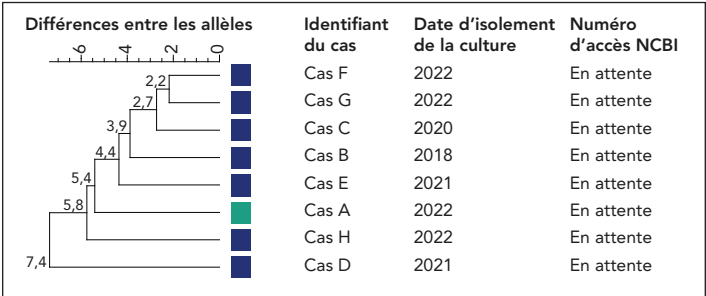 Différences entre les allèles Identifiant du cas Date d'isolement de la culture Numéro d'accès NCBI
6 4 2 0
2,2 Cas F 2022 En attente
2,7 Cas G 2022 En attente
3,9 Cas C 2020 En attente
4,4 Cas B 2018 En attente
5,4 Cas E 2021 En attente
5,8 Cas A 2022 En attente
Cas H 2022 En attente
7,4 Cas D 2021 En attente